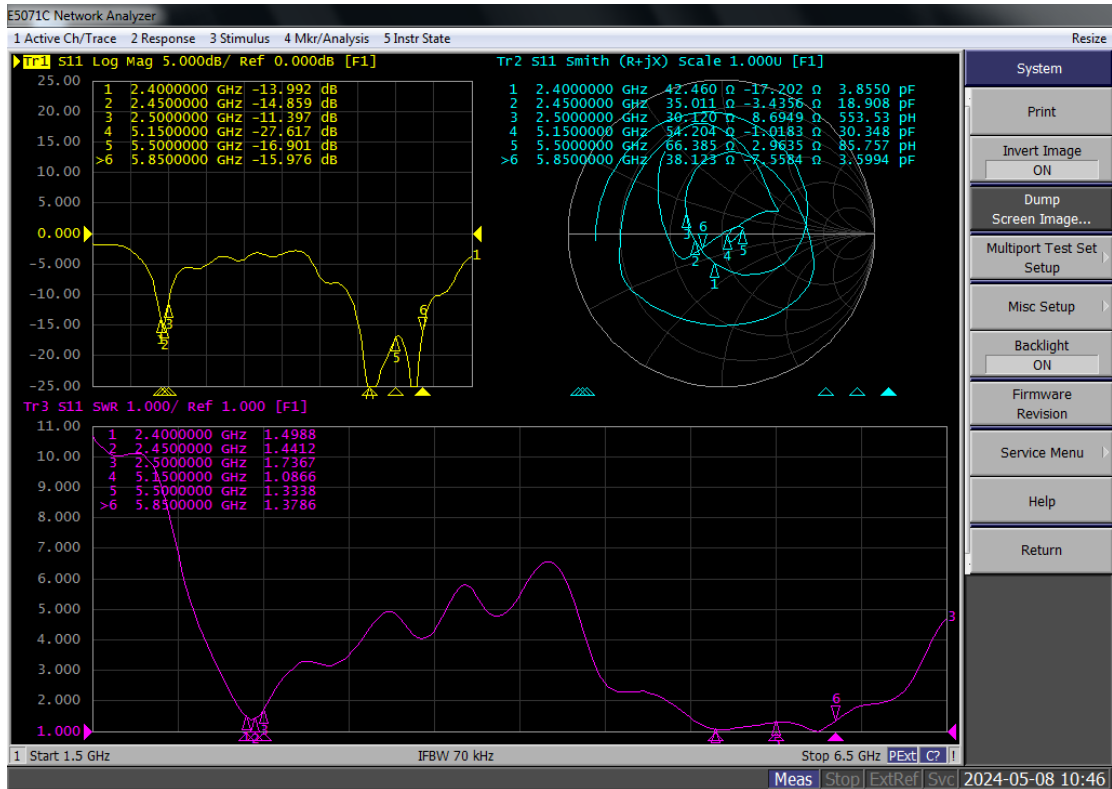 E5071C Network Analyzer
1 Active Ch/Trace 2 Response 3 Stimulus 4 Mkr/Analysis 5 Instr State Resize
Tr1 S11 Log Mag 5.000dB/ Ref 0.000dB [F1]
25.00
20.00
15.00
10.00
5.000
0.000
-5.000
-10.00
-15.00
-20.00
-25.00
1 2.4000000 GHz -13.992 dB
2 2.4500000 GHz -14.859 dB
3 2.5000000 GHz -11.397 dB
4 5.1500000 GHz -27.617 dB
5 5.5000000 GHz -16.901 dB
>6 5.8500000 GHz -15.976 dB
3
2
5
6
1
Tr2 S11 Smith (R+jX) Scale 1.000U [F1]
1 2.4000000 GHz 42.460 Ω -17.202 Ω 3.8550 pF
2 2.4500000 GHz 35.011 Ω -3.4356 Ω 18.908 pF
3 2.5000000 GHz 30.120 Ω 8.6949 Ω 553.53 pH
4 5.1500000 GHz 54.204 Ω -1.0183 Ω 30.348 pF
5 5.5000000 GHz 66.385 Ω 2.9635 Ω 85.757 pH
>6 5.8500000 GHz 38.123 Ω -7.5584 Ω 3.5994 pF
3
6
2
4
5
1
Tr3 S11 SWR 1.000/ Ref 1.000 [F1]
11.00
10.00
9.000
8.000
7.000
6.000
5.000
4.000
3.000
2.000
1.000
1 2.4000000 GHz 1.4988
2 2.4500000 GHz 1.4412
3 2.5000000 GHz 1.7367
4 5.1500000 GHz 1.0866
5 5.5000000 GHz 1.3338
>6 5.8500000 GHz 1.3786
6
3
1 Start 1.5 GHz IFBW 70 kHz Stop 6.5 GHz PExt C? !
Meas Stop ExtRef Svc 2024-05-08 10:46
System
Print
Invert Image
ON
Dump
Screen Image...
Multiport Test Set
Setup
Misc Setup
Backlight
ON
Firmware
Revision
Service Menu
Help
Return